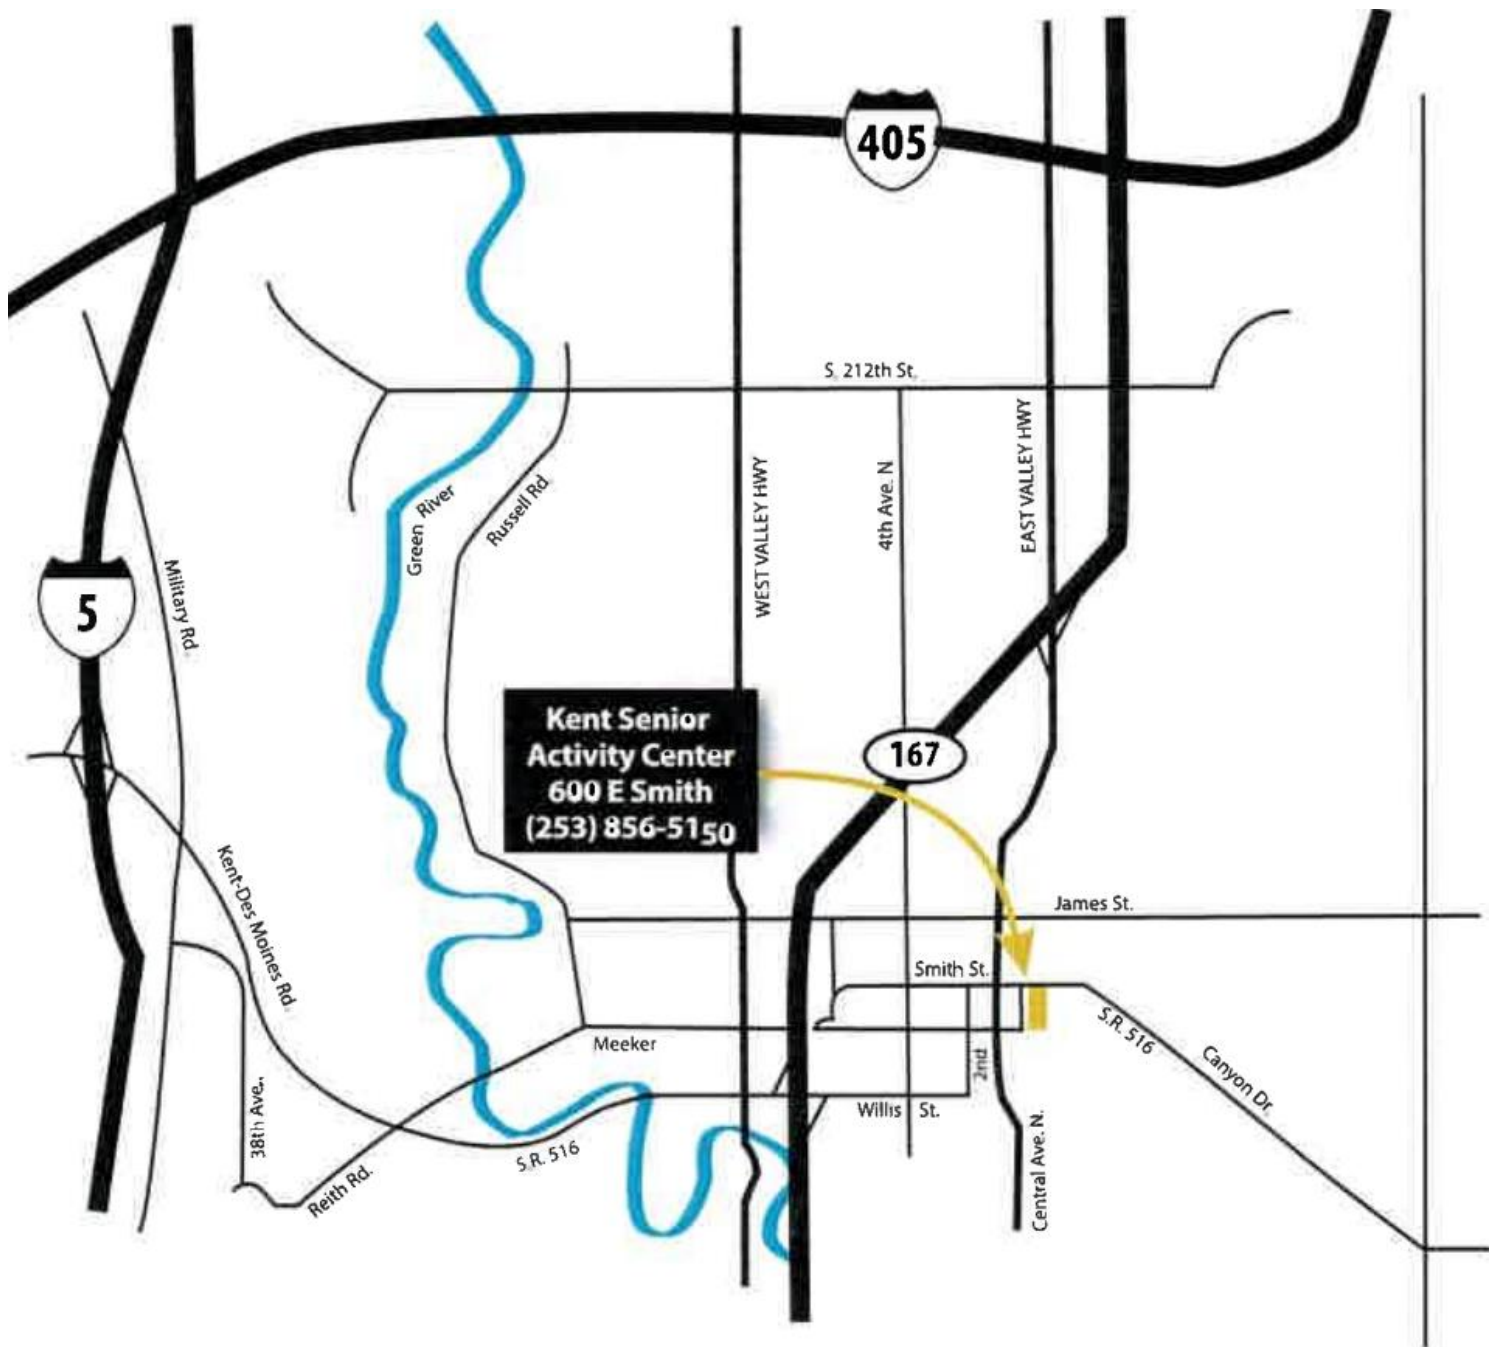 405
S. 212th St.
WEST VALLEY HWY
4th Ave. N
EAST VALLEY HWY
Green River
Russell Rd.
5
Military Rd.
Kent Senior
Activity Center
600 E Smith
(253) 856-5150
167
Kent-Des Moines Rd.
James St.
Smith St.
S.R. 516
Canyon Dr
Meeker
2nd
Willis St.
38th Ave..
S.R. 516
Reith Rd.
Central Ave. N.